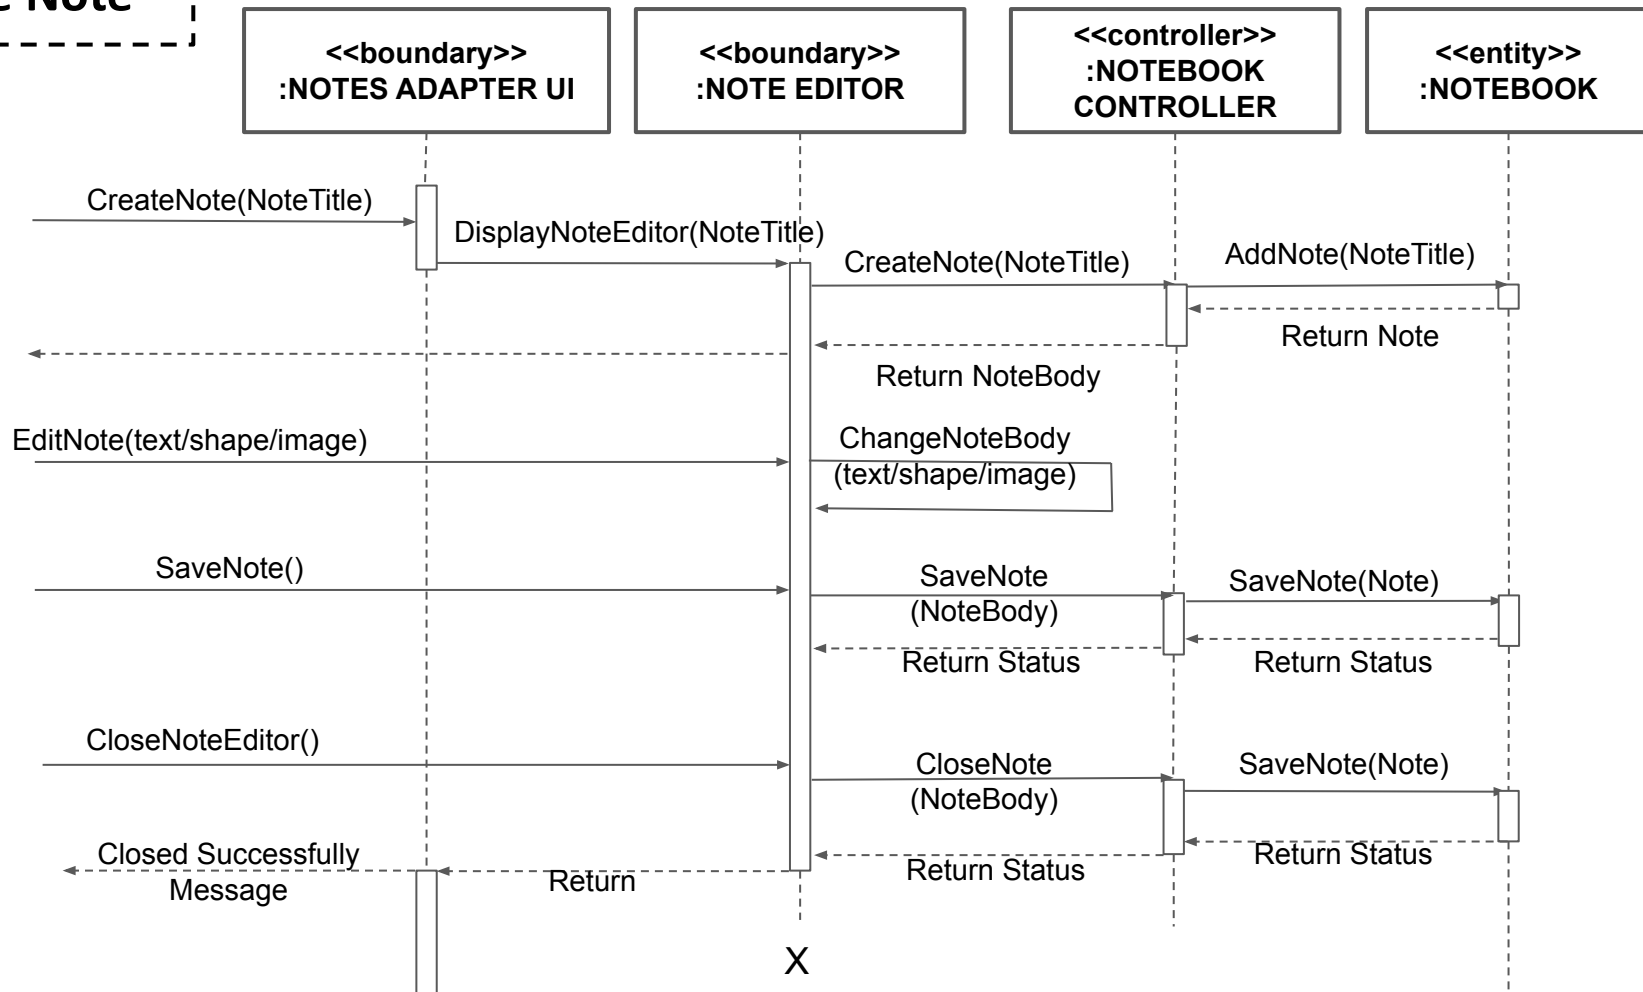 e Note
<<boundary>>
:NOTES ADAPTER UI
<<boundary>>
:NOTE EDITOR
<<controller>>
:NOTEBOOK
CONTROLLER
<<entity>>
:NOTEBOOK
CreateNote(NoteTitle)
DisplayNoteEditor(NoteTitle)
CreateNote(NoteTitle)
AddNote(NoteTitle)
Return Note
Return NoteBody
EditNote(text/shape/image)
ChangeNoteBody
(text/shape/image)
SaveNote()
SaveNote
(NoteBody)
SaveNote(Note)
Return Status
Return Status
CloseNoteEditor()
CloseNote
(NoteBody)
SaveNote(Note)
Closed Successfully
Message
Return
Return Status
Return Status
X